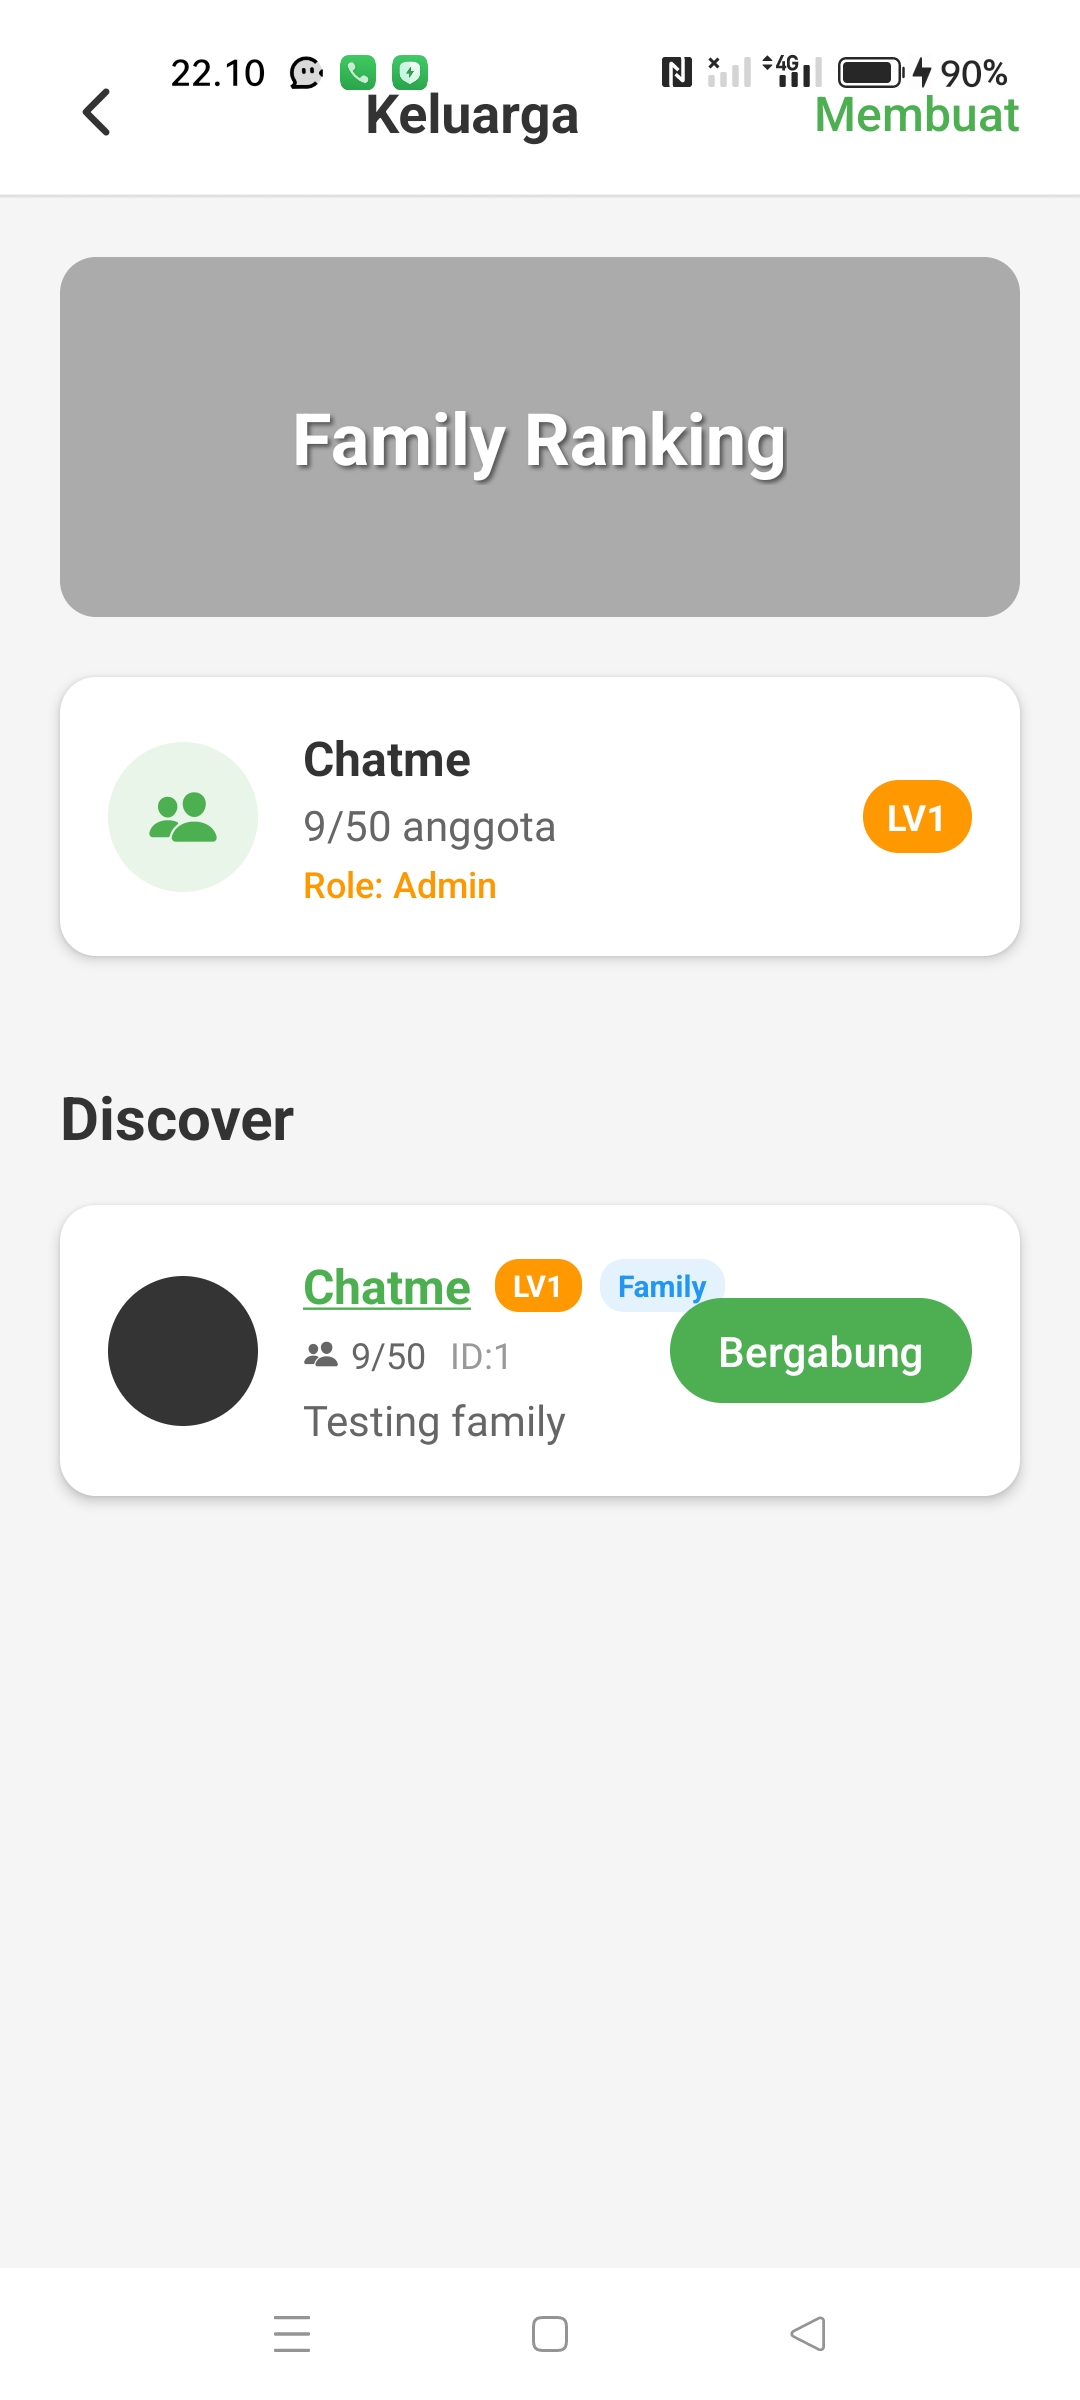 22.10
4G
90%
Keluarga
Membuat
Family Ranking
Chatme
9/50 anggota
Role: Admin
LV1
Discover
Chatme LV1 Family
9/50 ID:1
Bergabung
Testing family